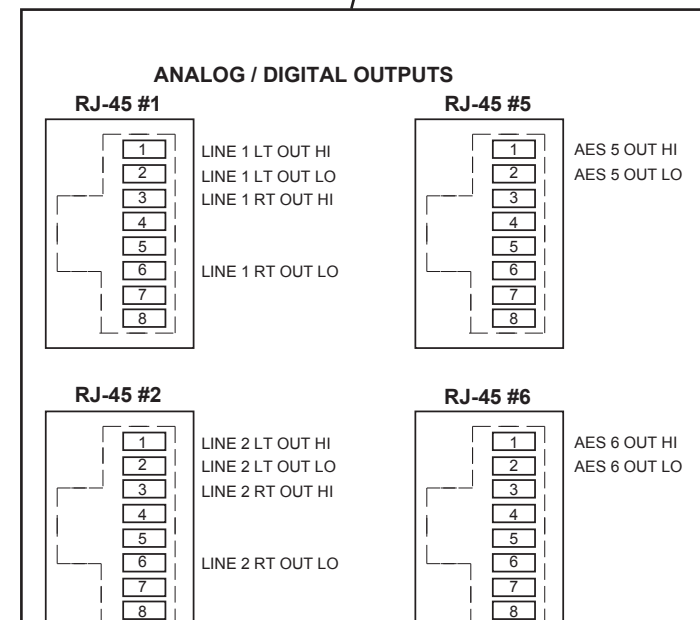 ANALOG / DIGITAL OUTPUTS
RJ-45 #1
1 LINE 1 LT OUT HI
2 LINE 1 LT OUT LO
3 LINE 1 RT OUT HI
4
5
6 LINE 1 RT OUT LO
7
8
RJ-45 #5
1 AES 5 OUT HI
2 AES 5 OUT LO
3
4
5
6
7
8
RJ-45 #2
1 LINE 2 LT OUT HI
2 LINE 2 LT OUT LO
3 LINE 2 RT OUT HI
4
5
6 LINE 2 RT OUT LO
7
8
RJ-45 #6
1 AES 6 OUT HI
2 AES 6 OUT LO
3
4
5
6
7
8